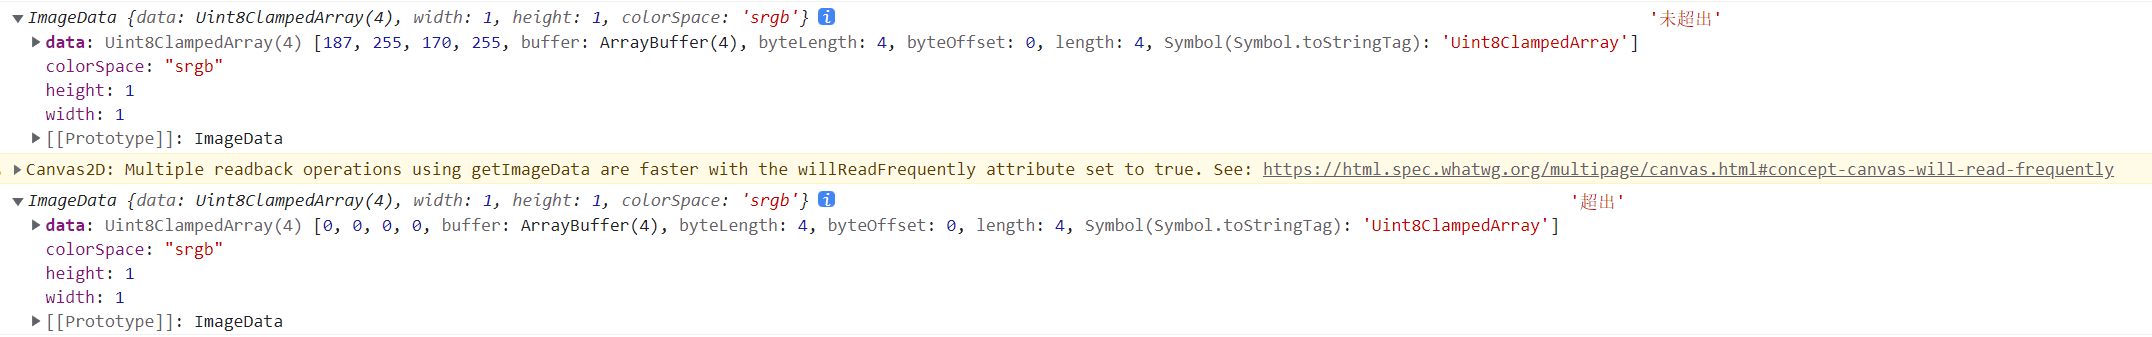 ▼ImageData {data: Uint8ClampedArray(4), width: 1, height: 1, colorSpace: 'srgb'} i '未超出'
▶data: Uint8ClampedArray(4) [187, 255, 170, 255, buffer: ArrayBuffer(4), byteLength: 4, byteOffset: 0, length: 4, Symbol(Symbol.toStringTag): 'Uint8ClampedArray']
colorSpace: "srgb"
height: 1
width: 1
▶[[Prototype]]: ImageData
▶Canvas2D: Multiple readback operations using getImageData are faster with the willReadFrequently attribute set to true. See: https://html.spec.whatwg.org/multipage/canvas.html#concept-canvas-will-read-frequently
▼ImageData {data: Uint8ClampedArray(4), width: 1, height: 1, colorSpace: 'srgb'} i '超出'
▶data: Uint8ClampedArray(4) [0, 0, 0, 0, buffer: ArrayBuffer(4), byteLength: 4, byteOffset: 0, length: 4, Symbol(Symbol.toStringTag): 'Uint8ClampedArray']
colorSpace: "srgb"
height: 1
width: 1
▶[[Prototype]]: ImageData